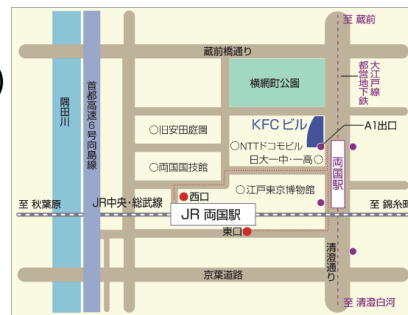 至 蔵前
蔵前橋通り
大江戸線
都営地下鉄
隅田川
首都高速6号向島線
横網町公園
KFCビル
A1出口
○旧安田庭園
○NTTドコモビル
日大一中・一高○
○両国国技館
両国駅
○江戸東京博物館
西口
至 秋葉原
JR中央・総武線
JR 両国駅
至 錦糸町
東口
清澄通り
京葉道路
至 清澄白河